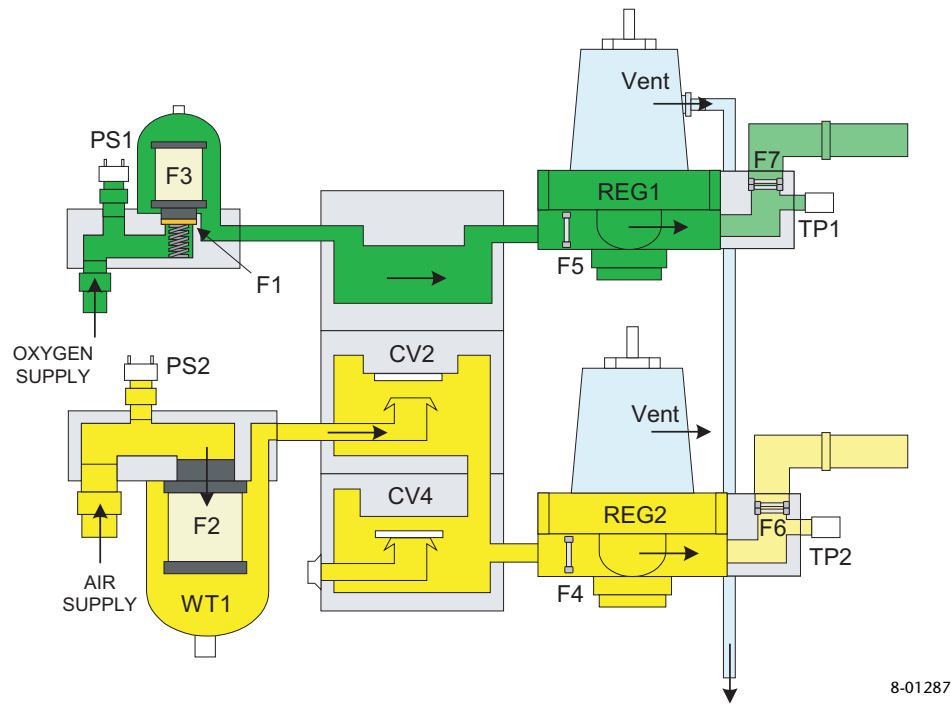 Vent
PS1
F3
F7
REG1
TP1
F5
F1
OXYGEN
SUPPLY
PS2
CV2
Vent
F2
CV4
REG2
F6
TP2
AIR
SUPPLY
WT1
F4
8-01287